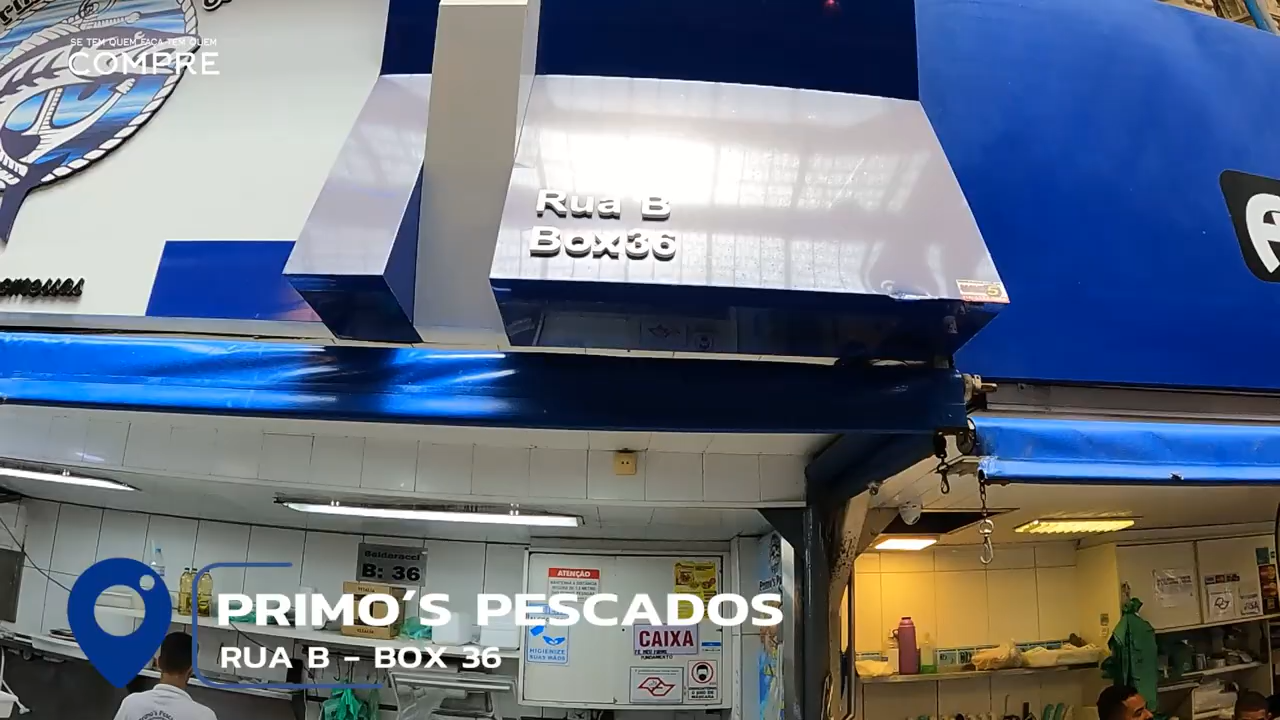 SE TEM QUEM FAÇA TEM QUEM
COMPRE
Rua B
Box36
Baldaracci
B: 36
ATENÇÃO
HIGIENIZE
SUAS MÃOS
CAIXA
PRIMO´S PESCADOS
RUA B - BOX 36